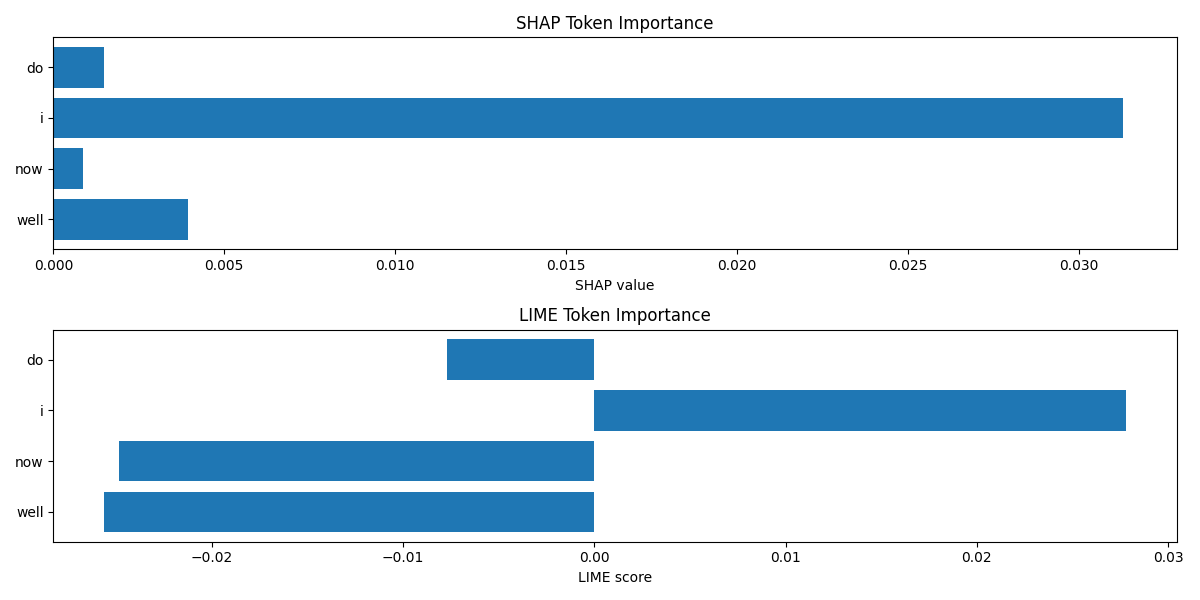 SHAP Token Importance
do
i
now
well
0.000 0.005 0.010 0.015 0.020 0.025 0.030
SHAP value
LIME Token Importance
do
i
now
well
−0.02 −0.01 0.00 0.01 0.02 0.03
LIME score